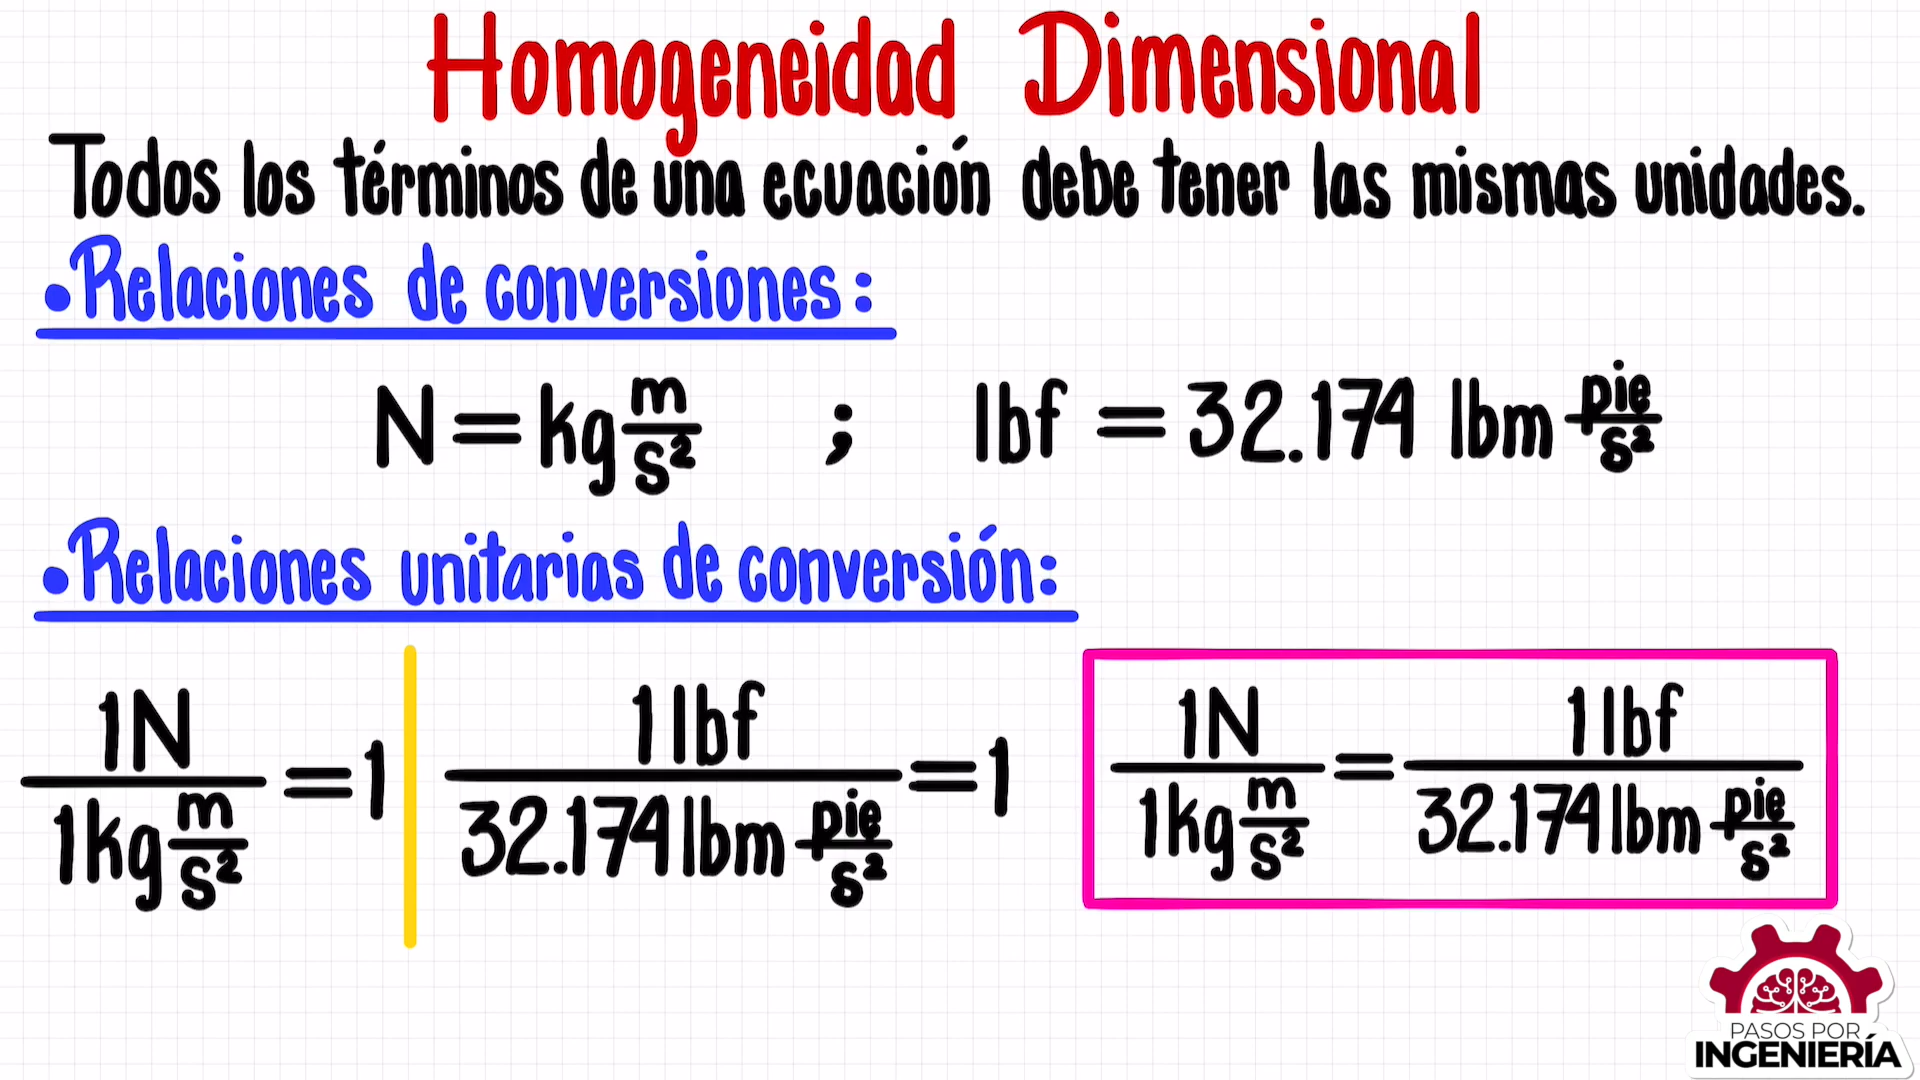 Homogeneidad Dimensional
Todos los términos de una ecuación debe tener las mismas unidades.
•Relaciones de conversiones:
N = kg m/s² ; lbf = 32.174 lbm pie/s²
•Relaciones unitarias de conversión:
1N / 1kg m/s² = 1
1 lbf / 32.174 lbm pie/s² = 1
1N / 1kg m/s² = 1 lbf / 32.174 lbm pie/s²
PASOS POR
INGENIERÍA